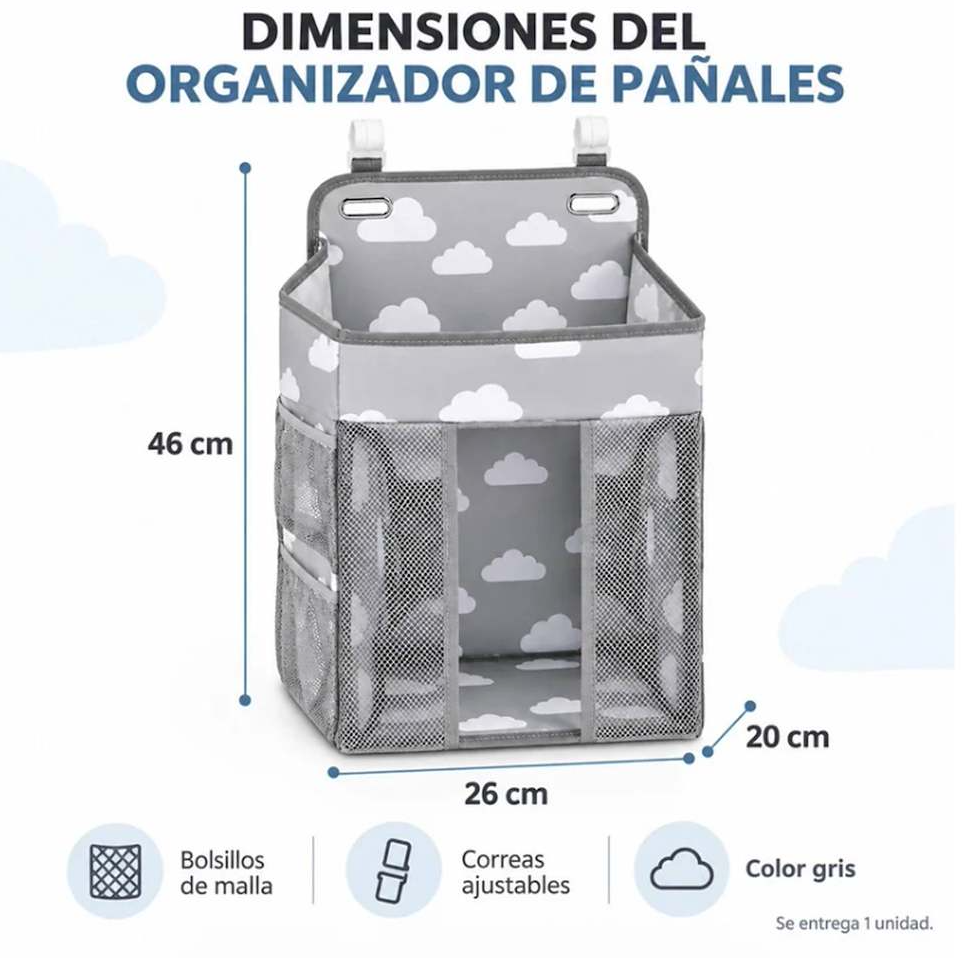 DIMENSIONES DEL
ORGANIZADOR DE PAÑALES
46 cm
20 cm
26 cm
Bolsillos
de malla
Correas
ajustables
Color gris
Se entrega 1 unidad.